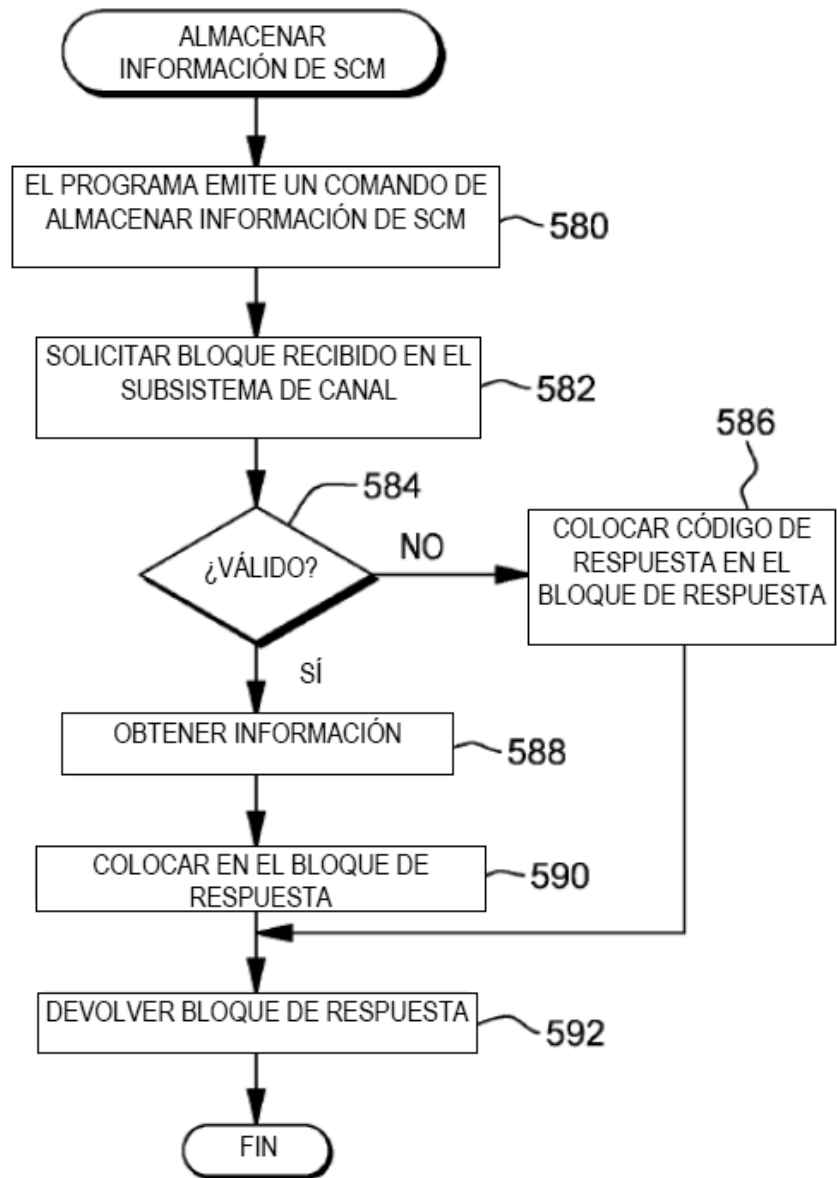 ALMACENAR
INFORMACIÓN DE SCM
EL PROGRAMA EMITE UN COMANDO DE
ALMACENAR INFORMACIÓN DE SCM
580
SOLICITAR BLOQUE RECIBIDO EN EL
SUBSISTEMA DE CANAL
582
584
¿VÁLIDO?
NO
586
COLOCAR CÓDIGO DE
RESPUESTA EN EL
BLOQUE DE RESPUESTA
SÍ
OBTENER INFORMACIÓN
588
COLOCAR EN EL BLOQUE DE
RESPUESTA
590
DEVOLVER BLOQUE DE RESPUESTA
592
FIN